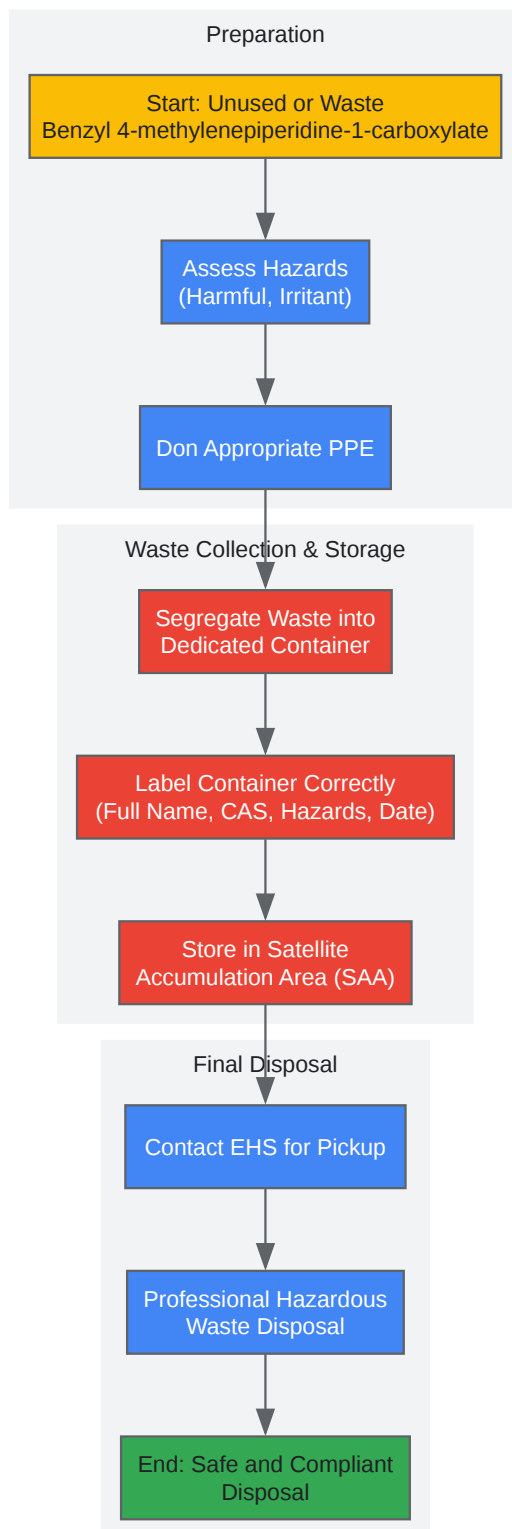 Preparation
Start: Unused or Waste
Benzyl 4-methylenepiperidine-1-carboxylate
Assess Hazards
(Harmful, Irritant)
Don Appropriate PPE
Waste Collection & Storage
Segregate Waste into
Dedicated Container
Label Container Correctly
(Full Name, CAS, Hazards, Date)
Store in Satellite
Accumulation Area (SAA)
Final Disposal
Contact EHS for Pickup
Professional Hazardous
Waste Disposal
End: Safe and Compliant
Disposal